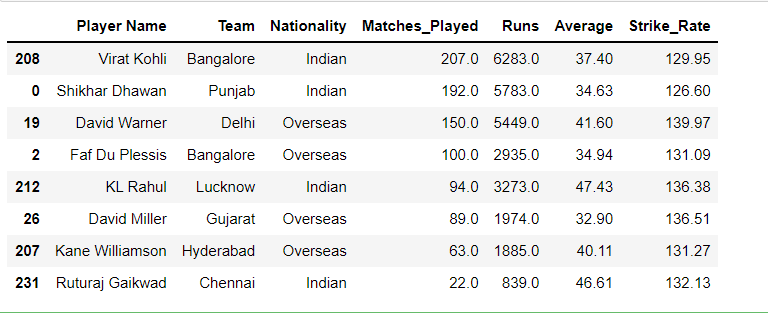 Player Name Team Nationality Matches_Played Runs Average Strike_Rate
208 Virat Kohli Bangalore Indian 207.0 6283.0 37.40 129.95
0 Shikhar Dhawan Punjab Indian 192.0 5783.0 34.63 126.60
19 David Warner Delhi Overseas 150.0 5449.0 41.60 139.97
2 Faf Du Plessis Bangalore Overseas 100.0 2935.0 34.94 131.09
212 KL Rahul Lucknow Indian 94.0 3273.0 47.43 136.38
26 David Miller Gujarat Overseas 89.0 1974.0 32.90 136.51
207 Kane Williamson Hyderabad Overseas 63.0 1885.0 40.11 131.27
231 Ruturaj Gaikwad Chennai Indian 22.0 839.0 46.61 132.13